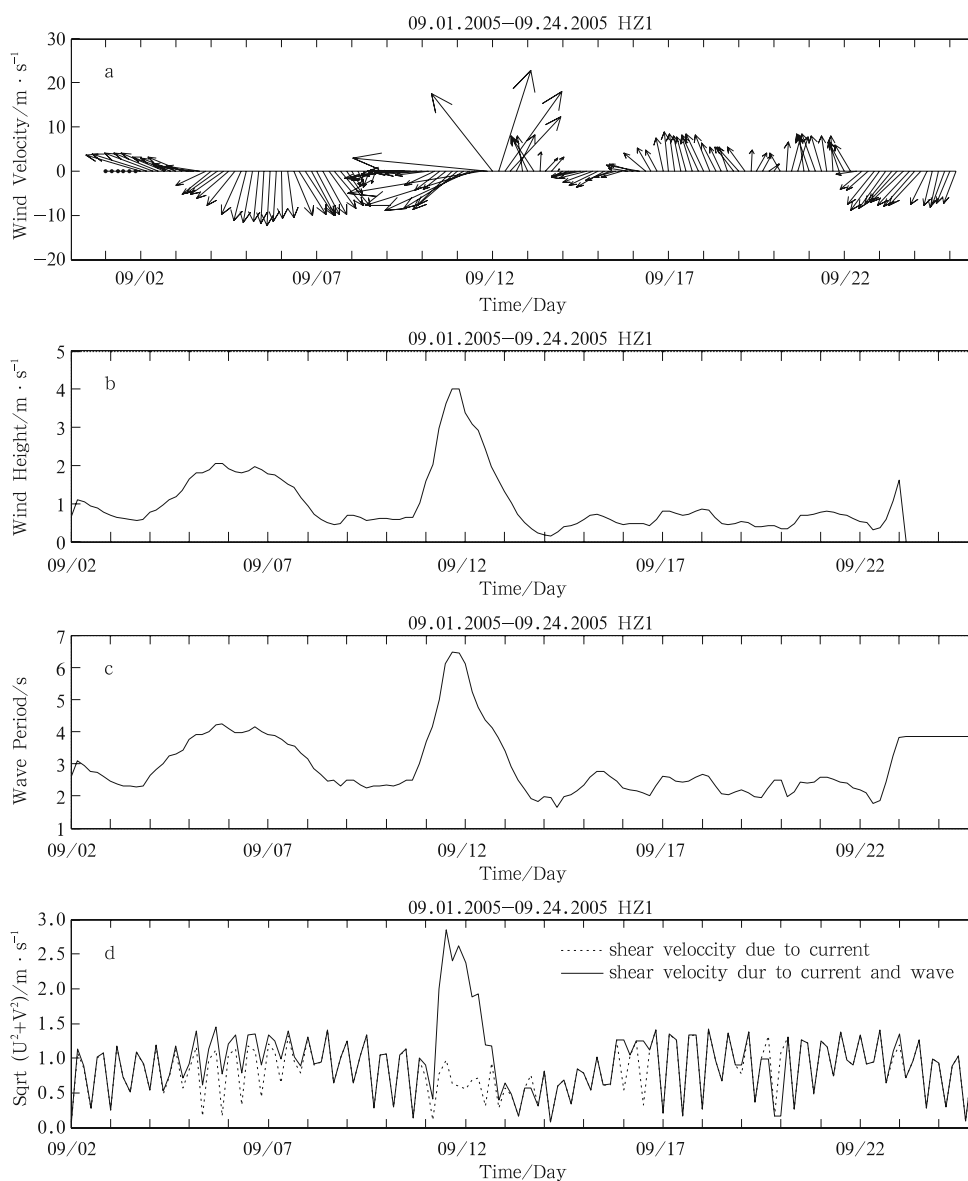 09.01.2005–09.24.2005 HZ1
a
Wind Velocity/m · s⁻¹
30
20
10
0
−10
−20
09/02 09/07 09/12 09/17 09/22
Time/Day
09.01.2005–09.24.2005 HZ1
b
Wind Height/m · s⁻¹
5
4
3
2
1
0
09/02 09/07 09/12 09/17 09/22
Time/Day
09.01.2005–09.24.2005 HZ1
c
Wave Period/s
7
6
5
4
3
2
1
09/02 09/07 09/12 09/17 09/22
Time/Day
09.01.2005–09.24.2005 HZ1
d
shear veloccity due to current
shear velocity dur to current and wave
Sqrt (U²+V²)/m · s⁻¹
3.0
2.5
2.0
1.5
1.0
0.5
0.0
09/02 09/07 09/12 09/17 09/22
Time/Day